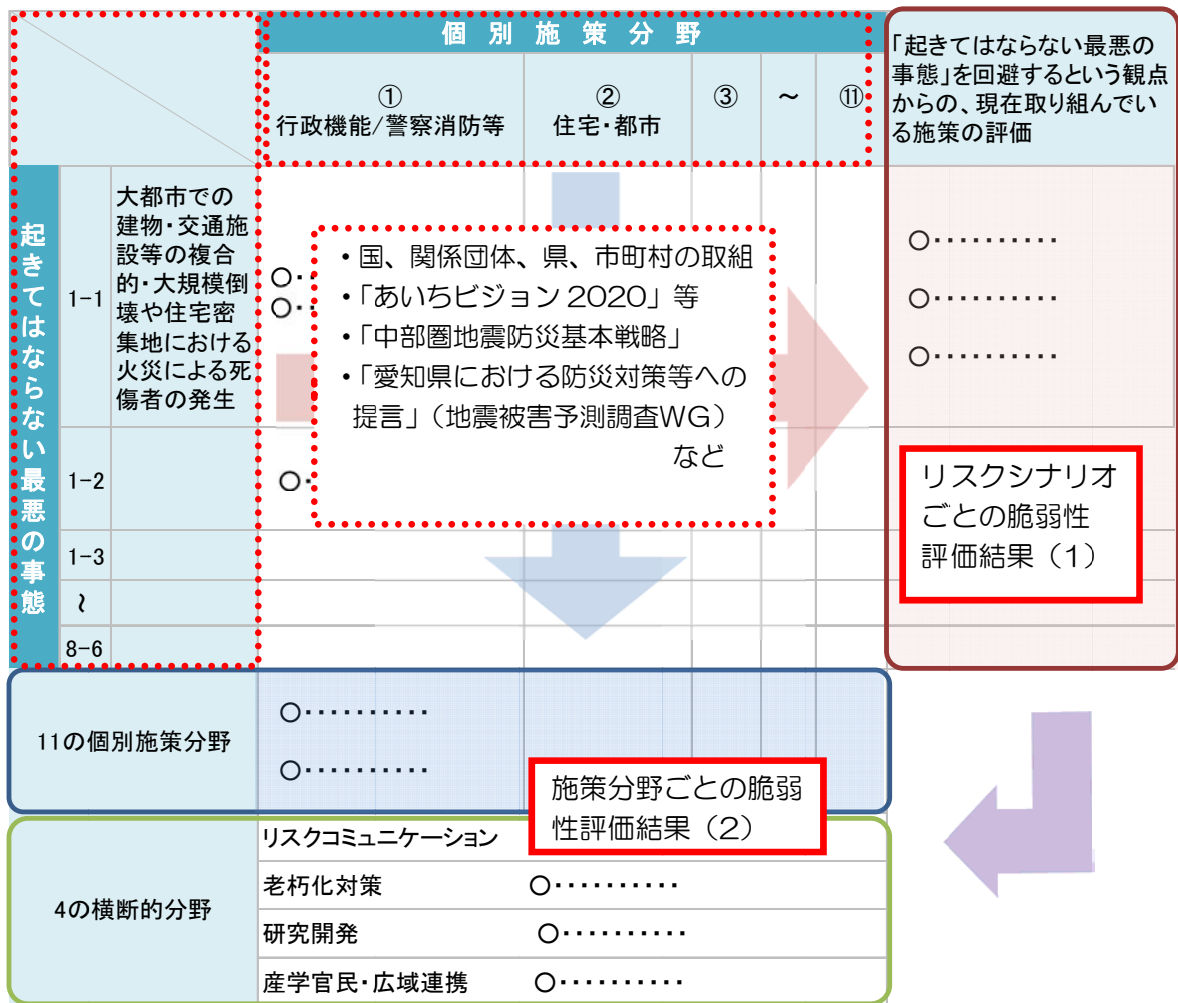 個別施策分野
①
行政機能/警察消防等
②
住宅・都市
③
～
⑪
「起きてはならない最悪の
事態」を回避するという観点
からの、現在取り組んでい
る施策の評価
起きてはならない最悪の事態
1-1
大都市での
建物・交通施
設等の複合
的・大規模倒
壊や住宅密
集地における
火災による死
傷者の発生
○‥
○‥
・国、関係団体、県、市町村の取組
・「あいちビジョン2020」等
・「中部圏地震防災基本戦略」
・「愛知県における防災対策等への
提言」（地震被害予測調査WG）
など
○‥‥‥‥‥
○‥‥‥‥‥
○‥‥‥‥‥
1-2
○‥
リスクシナリオ
ごとの脆弱性
評価結果（1）
1-3
～
8-6
11の個別施策分野
○‥‥‥‥‥
○‥‥‥‥‥
施策分野ごとの脆弱
性評価結果（2）
4の横断的分野
リスクコミュニケーション
老朽化対策 ○‥‥‥‥‥
研究開発 ○‥‥‥‥‥
産学官民・広域連携 ○‥‥‥‥‥